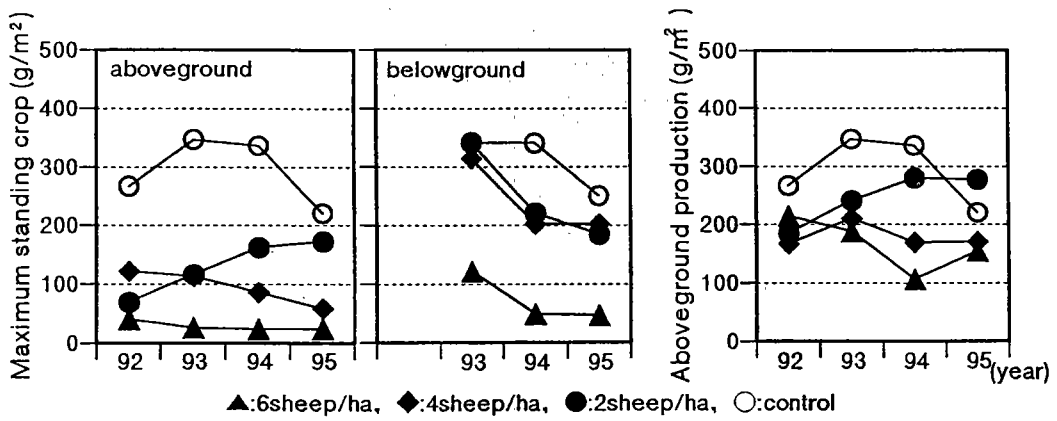 Maximum standing crop (g/m²)
500
400
300
200
100
0
aboveground
92 93 94 95
belowground
93 94 95
Aboveground production (g/m²)
500
400
300
200
100
0
92 93 94 95 (year)
▲:6sheep/ha, ◆:4sheep/ha, ●:2sheep/ha, ○:control